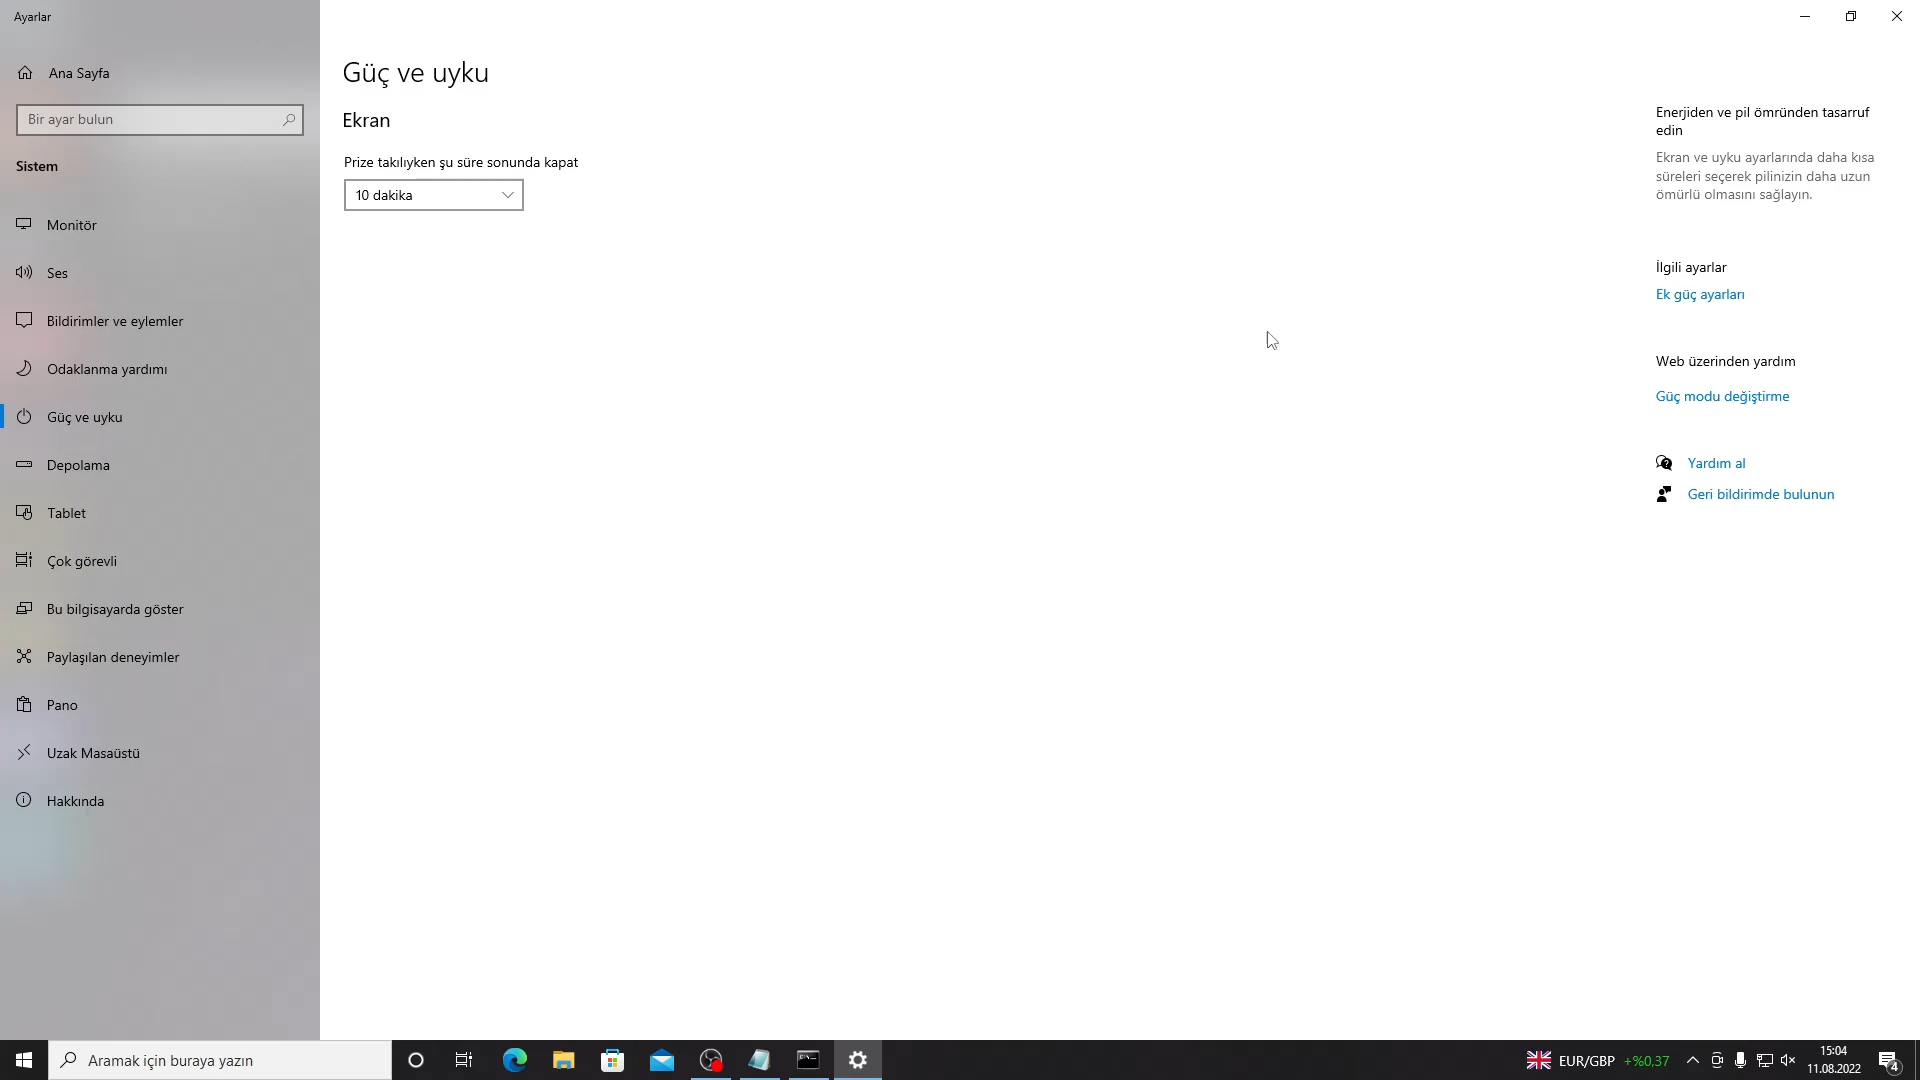 Ayarlar
Ana Sayfa
Bir ayar bulun
Sistem
Monitör
Ses
Bildirimler ve eylemler
Odaklanma yardımı
Güç ve uyku
Depolama
Tablet
Çok görevli
Bu bilgisayarda göster
Paylaşılan deneyimler
Pano
Uzak Masaüstü
Hakkında
Güç ve uyku
Ekran
Prize takılıyken şu süre sonunda kapat
10 dakika
Enerjiden ve pil ömründen tasarruf
edin
Ekran ve uyku ayarlarında daha kısa
süreleri seçerek pilinizin daha uzun
ömürlü olmasını sağlayın.
İlgili ayarlar
Ek güç ayarları
Web üzerinden yardım
Güç modu değiştirme
Yardım al
Geri bildirimde bulunun
Aramak için buraya yazın
EUR/GBP +%0,37
15:04
11.08.2022
4